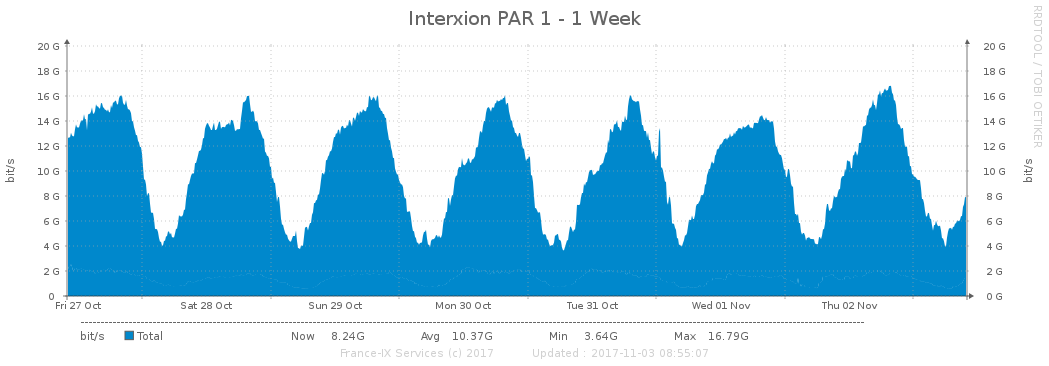 Interxion PAR 1 - 1 Week
RRDTOOL / TOBI OETIKER
bit/s
20 G
18 G
16 G
14 G
12 G
10 G
8 G
6 G
4 G
2 G
0
20 G
18 G
16 G
14 G
12 G
10 G
8 G
6 G
4 G
2 G
0 G
bit/s
Fri 27 Oct Sat 28 Oct Sun 29 Oct Mon 30 Oct Tue 31 Oct Wed 01 Nov Thu 02 Nov
bit/s Total Now 8.24G Avg 10.37G Min 3.64G Max 16.79G
France-IX Services (c) 2017 Updated : 2017-11-03 08:55:07